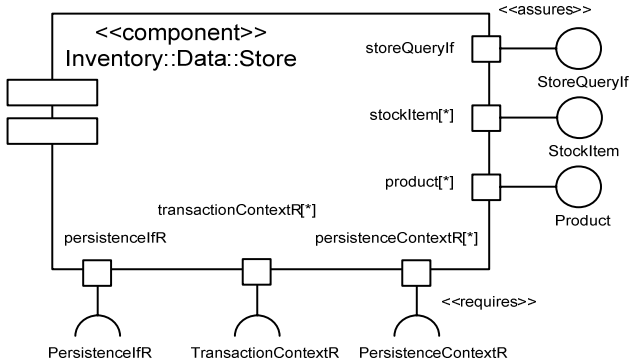 <<assures>>
<<component>>
Inventory::Data::Store
storeQueryIf
StoreQueryIf
stockItem[*]
StockItem
product[*]
Product
transactionContextR[*]
persistenceIfR
persistenceContextR[*]
<<requires>>
PersistenceIfR
TransactionContextR
PersistenceContextR